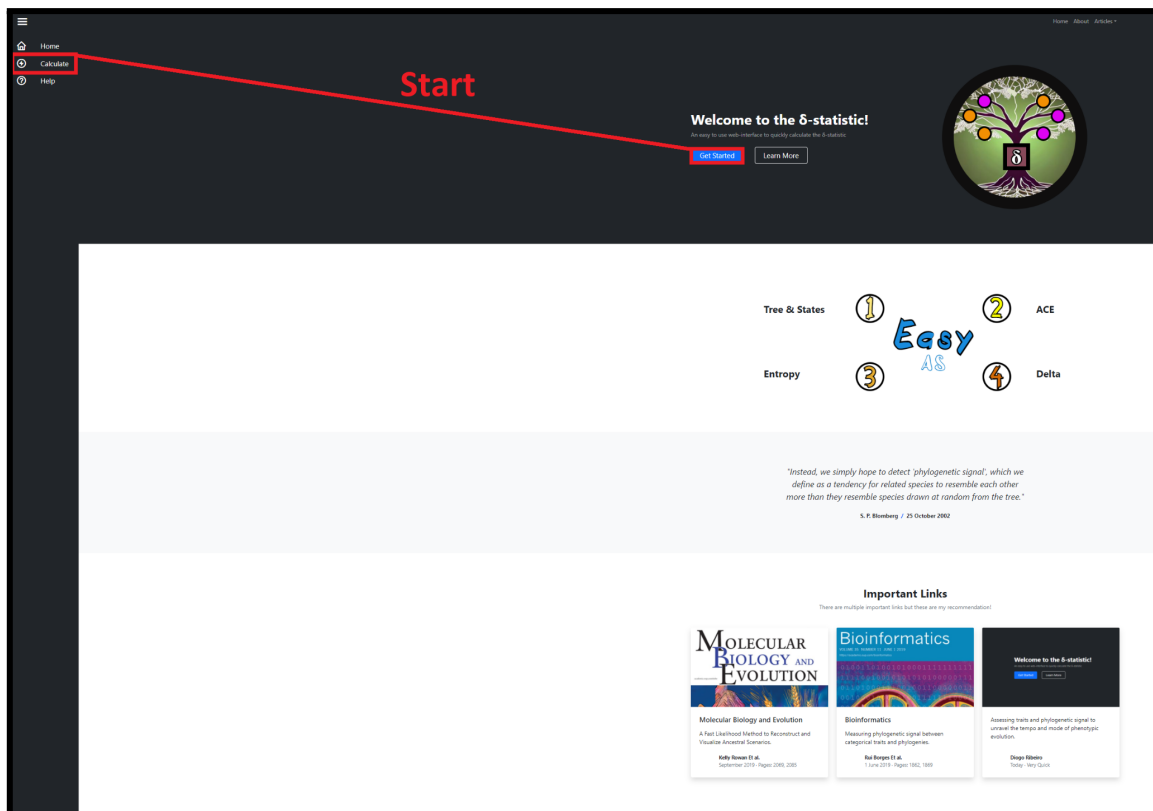 Home About Articles
Home
Calculate
Help
Start
Welcome to the δ-statistic!
An easy to use web-interface to quickly calculate the δ-statistic
Get Started Learn More
δ
Tree & States 1 2 ACE
Easy
AS
Entropy 3 4 Delta
"Instead, we simply hope to detect 'phylogenetic signal', which we
define as a tendency for related species to resemble each other
more than they resemble species drawn at random from the tree."
S. P. Blomberg / 25 October 2002
Important Links
There are multiple important links but these are my recommendation!
MOLECULAR
BIOLOGY AND
EVOLUTION
Molecular Biology and Evolution
A Fast Likelihood Method to Reconstruct and
Visualize Ancestral Scenarios.
Kelly Rowan Et al.
September 2019 - Pages: 2069, 2085
Bioinformatics
Bioinformatics
Measuring phylogenetic signal between
categorical traits and phylogenies.
Rui Borges Et al.
1 June 2019 - Pages: 1862, 1869
Welcome to the δ-statistic!
Get Started Learn More
Assessing traits and phylogenetic signal to
unravel the tempo and mode of phenotypic
evolution.
Diogo Ribeiro
Today - Very Quick